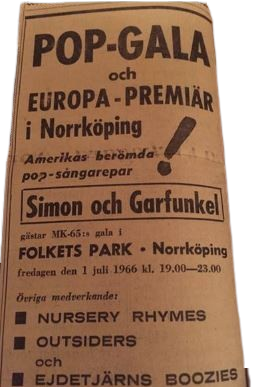 POP-GALA
och
EUROPA-PREMIÄR
i Norrköping
Amerikas berömda !
pop-sångarepar
Simon och Garfunkel
gästar MK-65:s gala i
FOLKETS PARK • Norrköping
fredagen den 1 juli 1966 kl. 19.00—23.00
Övriga medverkande:
■ NURSERY RHYMES
■ OUTSIDERS
och
■ EJDETJÄRNS BOOZIES